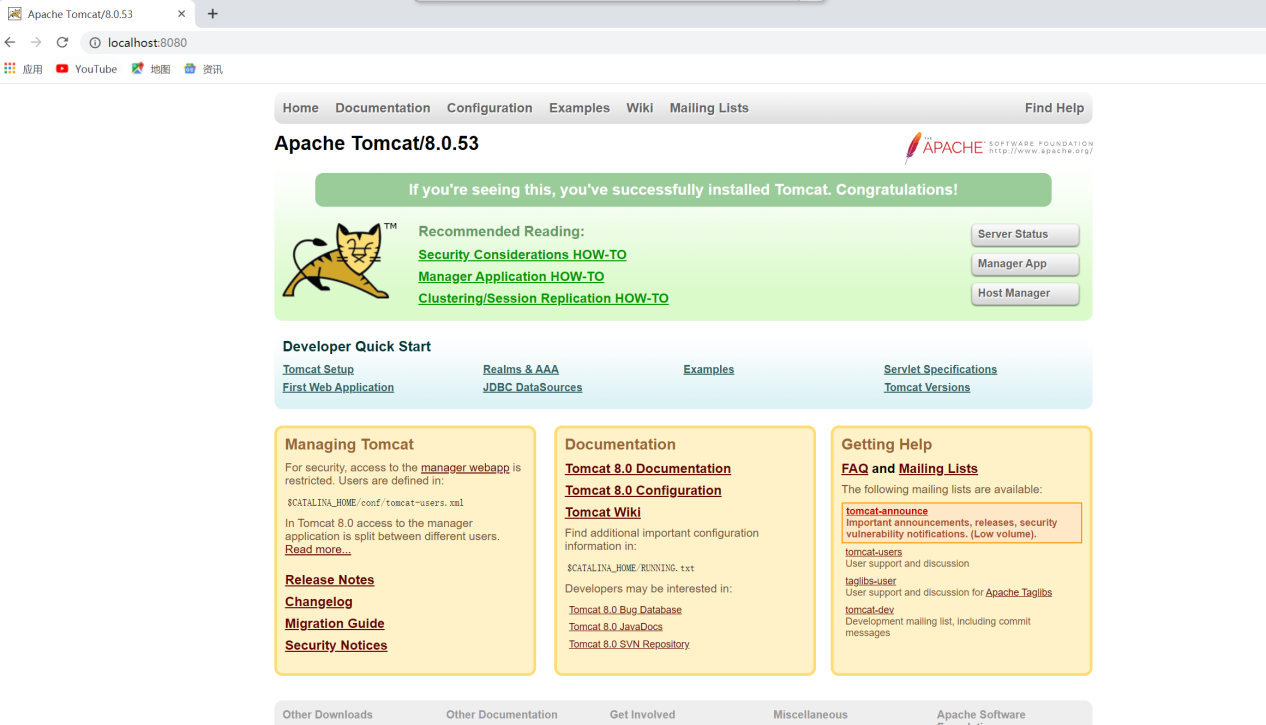 Apache Tomcat/8.0.53
localhost:8080
应用 YouTube 地图 资讯
Home Documentation Configuration Examples Wiki Mailing Lists Find Help
Apache Tomcat/8.0.53
THE APACHE SOFTWARE FOUNDATION
http://www.apache.org/
If you're seeing this, you've successfully installed Tomcat. Congratulations!
TM
Recommended Reading:
Security Considerations HOW-TO
Manager Application HOW-TO
Clustering/Session Replication HOW-TO
Server Status
Manager App
Host Manager
Developer Quick Start
Tomcat Setup
First Web Application
Realms & AAA
JDBC DataSources
Examples
Servlet Specifications
Tomcat Versions
Managing Tomcat
For security, access to the manager webapp is
restricted. Users are defined in:
$CATALINA_HOME/conf/tomcat-users.xml
In Tomcat 8.0 access to the manager
application is split between different users.
Read more...
Release Notes
Changelog
Migration Guide
Security Notices
Documentation
Tomcat 8.0 Documentation
Tomcat 8.0 Configuration
Tomcat Wiki
Find additional important configuration
information in:
$CATALINA_HOME/RUNNING.txt
Developers may be interested in:
Tomcat 8.0 Bug Database
Tomcat 8.0 JavaDocs
Tomcat 8.0 SVN Repository
Getting Help
FAQ and Mailing Lists
The following mailing lists are available:
tomcat-announce
Important announcements, releases, security
vulnerability notifications. (Low volume).
tomcat-users
User support and discussion
taglibs-user
User support and discussion for Apache Taglibs
tomcat-dev
Development mailing list, including commit
messages
Other Downloads
Other Documentation
Get Involved
Miscellaneous
Apache Software
Foundation